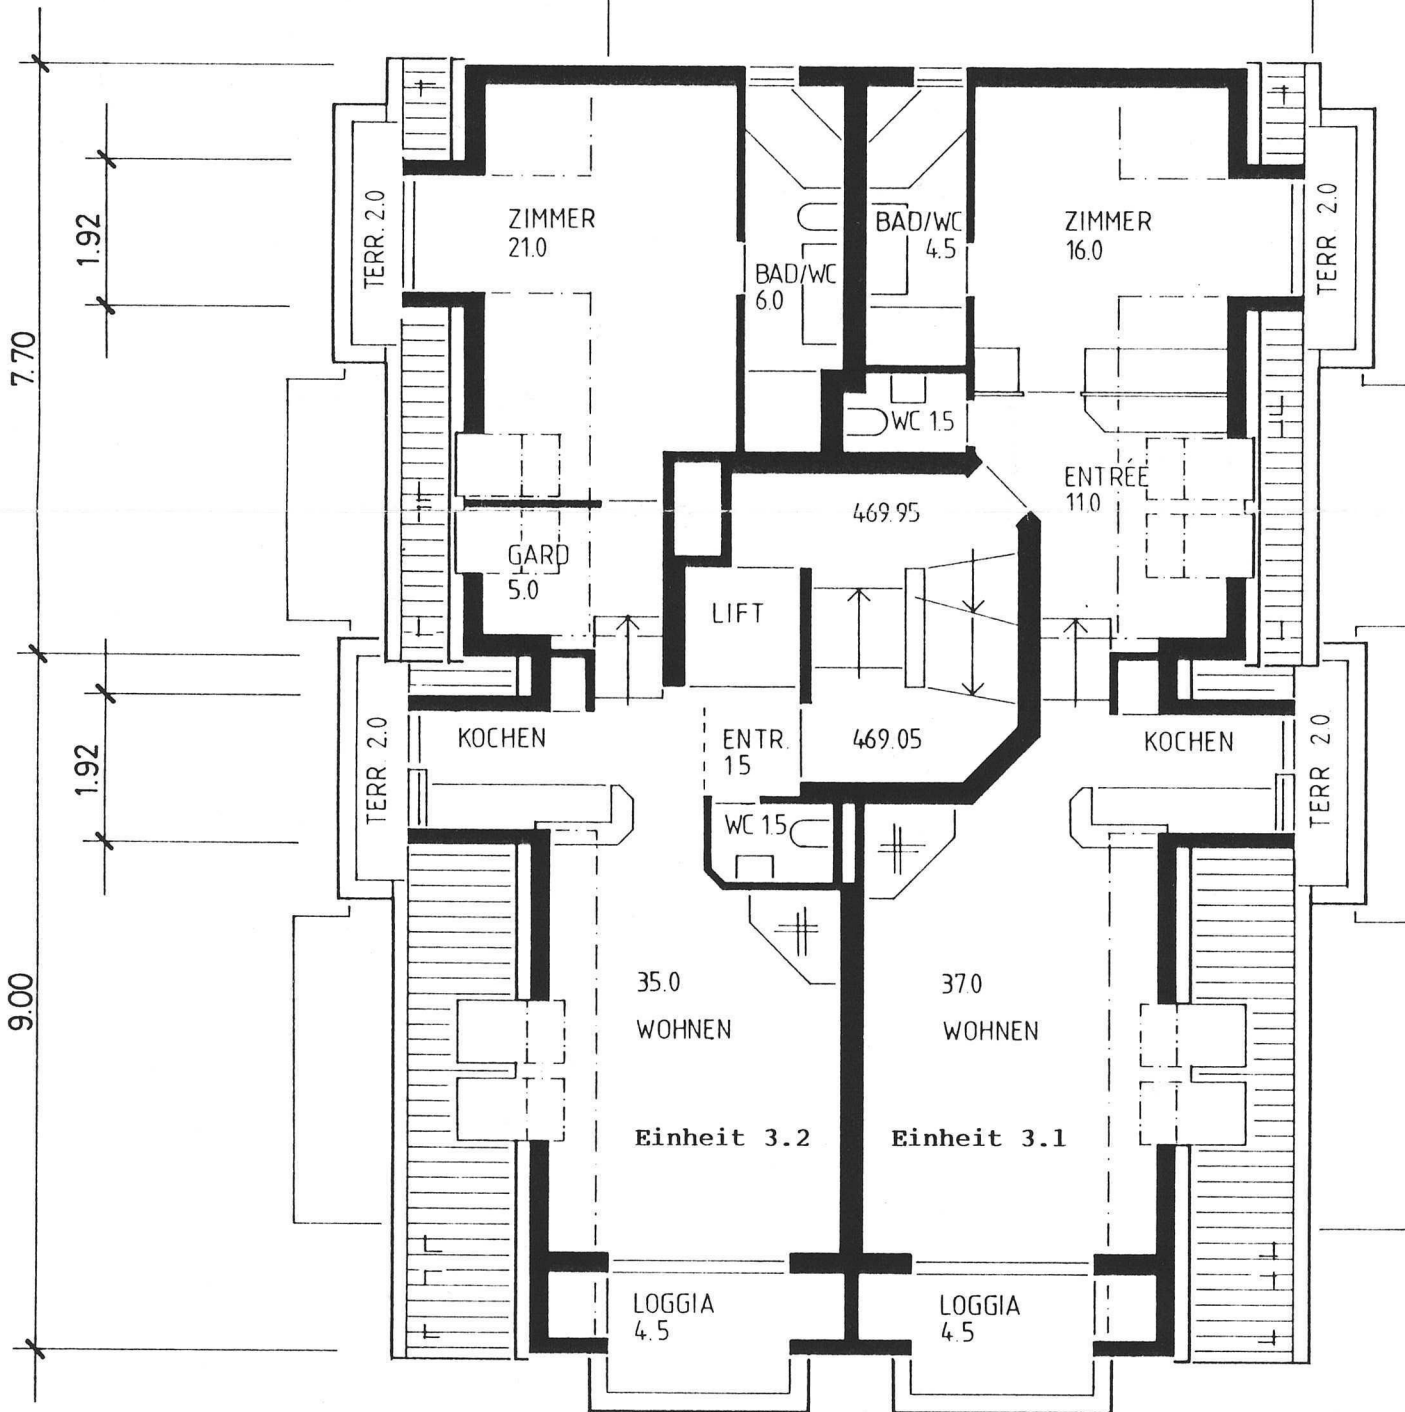 TERR. 2.0
1.92
7.70
ZIMMER
21.0
BAD/WC
6.0
BAD/WC
4.5
ZIMMER
16.0
TERR. 2.0
WC 1.5
ENTRÉE
11.0
469.95
GARD
5.0
LIFT
KOCHEN
ENTR.
1.5
469.05
KOCHEN
TERR. 2.0
1.92
TERR 2.0
WC 1.5
35.0
WOHNEN
37.0
WOHNEN
9.00
Einheit 3.2
Einheit 3.1
LOGGIA
4.5
LOGGIA
4.5